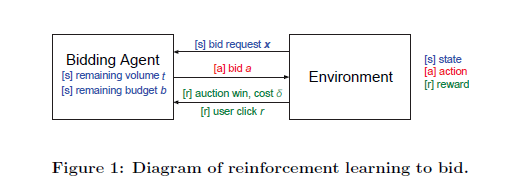 [s] bid request x
Bidding Agent
[s] remaining volume t
[s] remaining budget b
[a] bid a
[r] auction win, cost δ
[r] user click r
Environment
[s] state
[a] action
[r] reward
Figure 1: Diagram of reinforcement learning to bid.